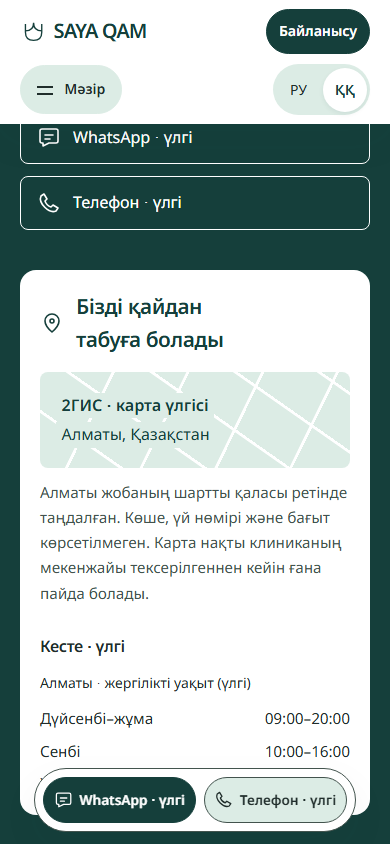 SAYA QAM
Байланысу
Мәзір
РУ
ҚҚ
WhatsApp · үлгі
Телефон · үлгі
Бізді қайдан
табуға болады
2ГИС · карта үлгісі
Алматы, Қазақстан
Алматы жобаның шартты қаласы ретінде
таңдалған. Көше, үй нөмірі және бағыт
көрсетілмеген. Карта нақты клиниканың
мекенжайы тексерілгеннен кейін ғана
пайда болады.
Кесте · үлгі
Алматы · жергілікті уақыт (үлгі)
Дүйсенбі–жұма 09:00–20:00
Сенбі 10:00–16:00
WhatsApp · үлгі
Телефон · үлгі